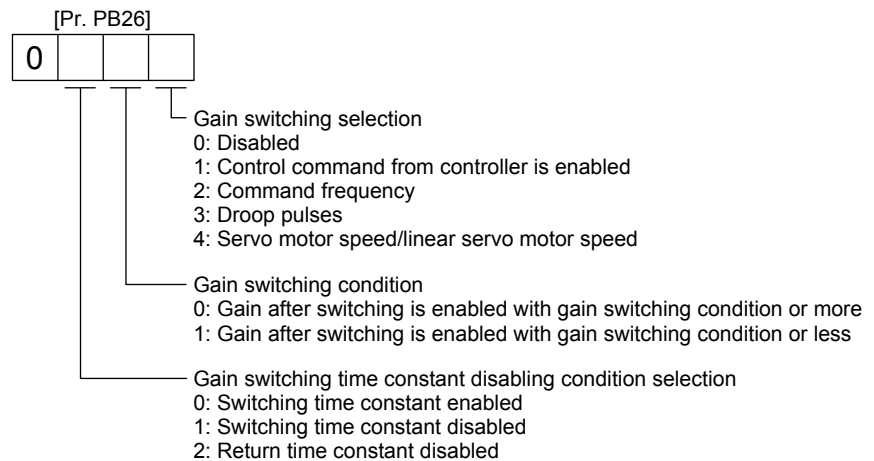 [Pr. PB26]
0
Gain switching selection
0: Disabled
1: Control command from controller is enabled
2: Command frequency
3: Droop pulses
4: Servo motor speed/linear servo motor speed
Gain switching condition
0: Gain after switching is enabled with gain switching condition or more
1: Gain after switching is enabled with gain switching condition or less
Gain switching time constant disabling condition selection
0: Switching time constant enabled
1: Switching time constant disabled
2: Return time constant disabled